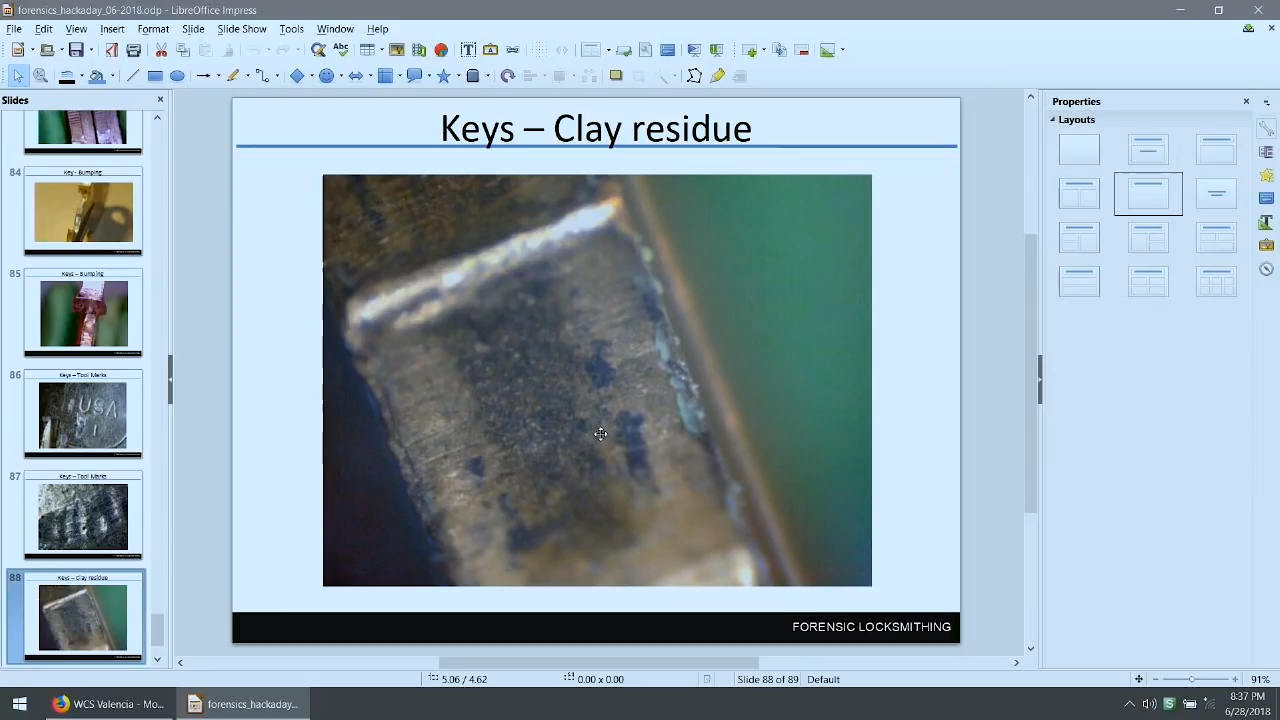 forensics_hackaday_06-2018.odp - LibreOffice Impress
File Edit View Insert Format Slide Slide Show Tools Window Help
Slides
Properties
Layouts
84
Key - Bumping
85
Keys – Bumping
86
Keys – Tool Marks
USA
87
Keys – Tool Marks
88
Keys – Clay residue
Keys – Clay residue
FORENSIC LOCKSMITHING
5.06 / 4.62
0.00 x 0.00
Slide 88 of 89
Default
91%
WCS Valencia - Mo...
forensics_hackaday...
8:37 PM
6/28/2018